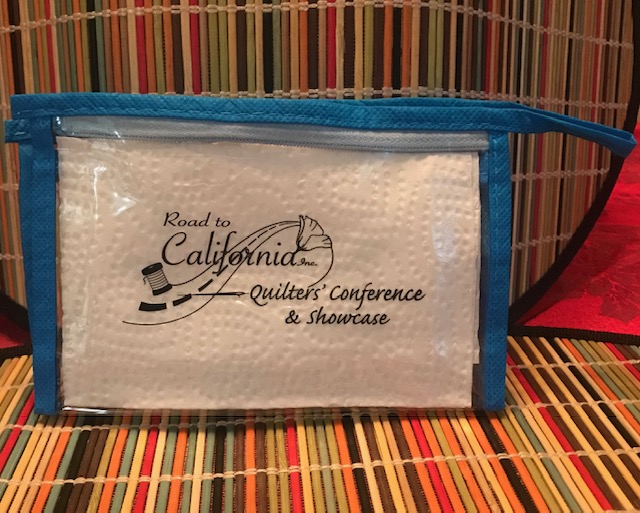 Road to
California Inc.
Quilters' Conference
& Showcase